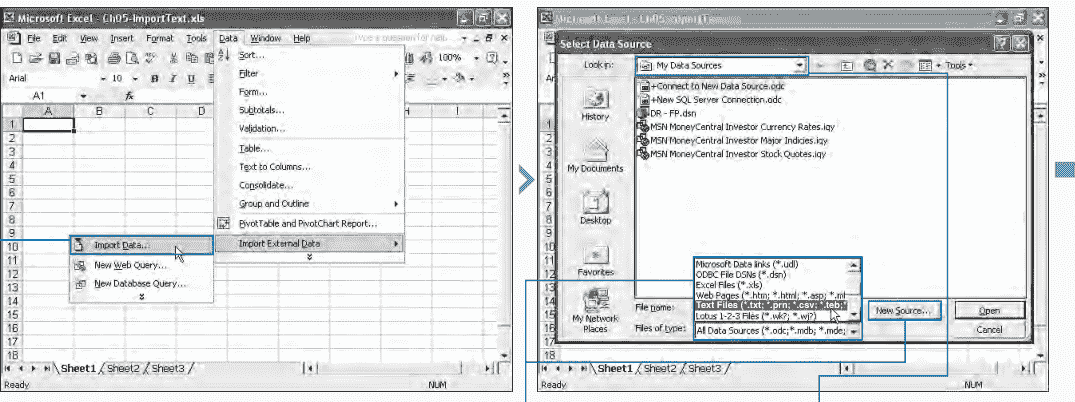 Microsoft Excel - Ch05-ImportText.xls
File Edit View Insert Format Tools Data Window Help
Arial 10 B I U
100%
A1 fx
A B C D H I
1
2
3
4
5
6
7
8
9
10
11
12
13
14
15
16
17
18
Sort...
Filter
Form...
Subtotals...
Validation...
Table...
Text to Columns...
Consolidate...
Group and Outline
PivotTable and PivotChart Report...
Import External Data
Import Data...
New Web Query...
New Database Query...
Sheet1 Sheet2 Sheet3
Ready NUM
Select Data Source
Look in: My Data Sources Tools
+Connect to New Data Source.odc
+New SQL Server Connection.odc
DR - FP.dsn
MSN MoneyCentral Investor Currency Rates.iqy
MSN MoneyCentral Investor Major Indicies.iqy
MSN MoneyCentral Investor Stock Quotes.iqy
History
My Documents
Desktop
Favorites
My Network
Places
Microsoft Data links (*.udl)
ODBC File DSNs (*.dsn)
Excel Files (*.xls)
Web Pages (*.htm; *.html; *.asp; *.ml
Text Files (*.txt; *.prn; *.csv; *.teb;*
Lotus 1-2-3 Files (*.wk?; *.wj?)
File name:
Files of type: All Data Sources (*.odc;*.mdb; *.mde;
New Source... Open
Cancel
17
18
Sheet1 Sheet2 Sheet3
Ready NUM